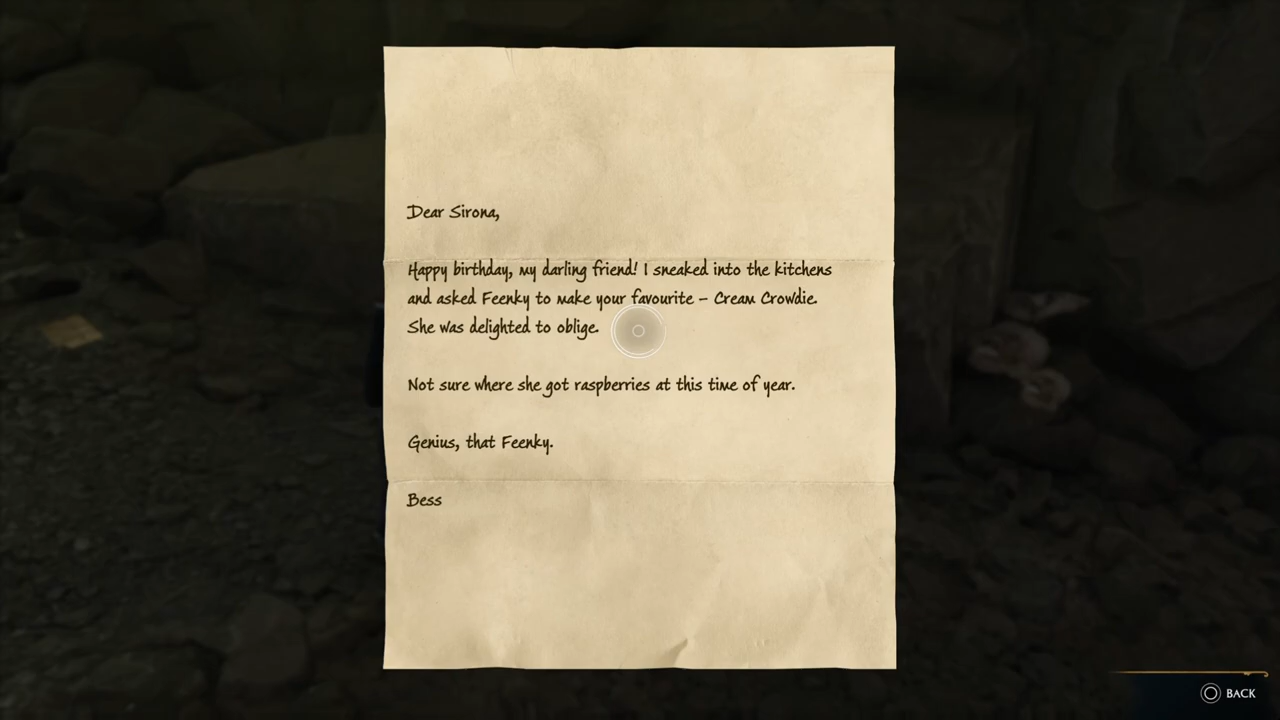 Dear Sirona,
Happy birthday, my darling friend! I sneaked into the kitchens
and asked Feenky to make your favourite – Cream Crowdie.
She was delighted to oblige.
Not sure where she got raspberries at this time of year.
Genius, that Feenky.
Bess
BACK